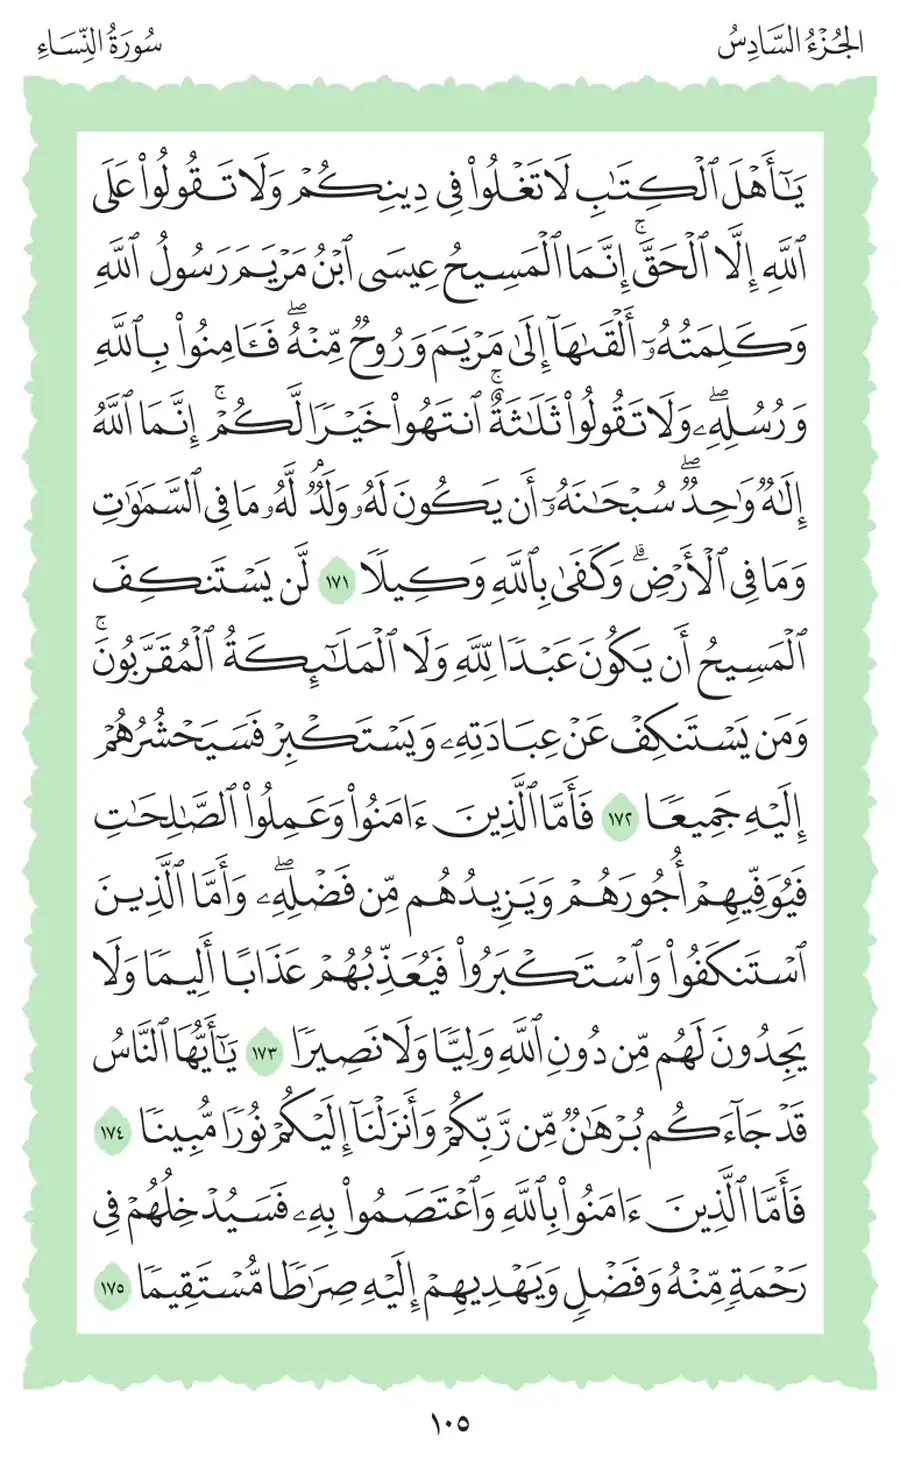 الجُزْءُ السَّادِسُ
سُورَةُ النِّسَاءِ
يَٰٓأَهۡلَ ٱلۡكِتَٰبِ لَا تَغۡلُواْ فِي دِينِكُمۡ وَلَا تَقُولُواْ عَلَى
ٱللَّهِ إِلَّا ٱلۡحَقَّۚ إِنَّمَا ٱلۡمَسِيحُ عِيسَى ٱبۡنُ مَرۡيَمَ رَسُولُ ٱللَّهِ
وَكَلِمَتُهُۥٓ أَلۡقَىٰهَآ إِلَىٰ مَرۡيَمَ وَرُوحٞ مِّنۡهُۖ فَـَٔامِنُواْ بِٱللَّهِ
وَرُسُلِهِۦۖ وَلَا تَقُولُواْ ثَلَٰثَةٌۚ ٱنتَهُواْ خَيۡرٗا لَّكُمۡۚ إِنَّمَا ٱللَّهُ
إِلَٰهٞ وَٰحِدٞۖ سُبۡحَٰنَهُۥٓ أَن يَكُونَ لَهُۥ وَلَدٞۘ لَّهُۥ مَا فِي ٱلسَّمَٰوَٰتِ
وَمَا فِي ٱلۡأَرۡضِۗ وَكَفَىٰ بِٱللَّهِ وَكِيلٗا ١٧١ لَّن يَسۡتَنكِفَ
ٱلۡمَسِيحُ أَن يَكُونَ عَبۡدٗا لِّلَّهِ وَلَا ٱلۡمَلَٰٓئِكَةُ ٱلۡمُقَرَّبُونَۚ
وَمَن يَسۡتَنكِفۡ عَنۡ عِبَادَتِهِۦ وَيَسۡتَكۡبِرۡ فَسَيَحۡشُرُهُمۡ
إِلَيۡهِ جَمِيعٗا ١٧٢ فَأَمَّا ٱلَّذِينَ ءَامَنُواْ وَعَمِلُواْ ٱلصَّٰلِحَٰتِ
فَيُوَفِّيهِمۡ أُجُورَهُمۡ وَيَزِيدُهُم مِّن فَضۡلِهِۦۖ وَأَمَّا ٱلَّذِينَ
ٱسۡتَنكَفُواْ وَٱسۡتَكۡبَرُواْ فَيُعَذِّبُهُمۡ عَذَابًا أَلِيمٗا وَلَا
يَجِدُونَ لَهُم مِّن دُونِ ٱللَّهِ وَلِيّٗا وَلَا نَصِيرٗا ١٧٣ يَٰٓأَيُّهَا ٱلنَّاسُ
قَدۡ جَآءَكُم بُرۡهَٰنٞ مِّن رَّبِّكُمۡ وَأَنزَلۡنَآ إِلَيۡكُمۡ نُورٗا مُّبِينٗا ١٧٤
فَأَمَّا ٱلَّذِينَ ءَامَنُواْ بِٱللَّهِ وَٱعۡتَصَمُواْ بِهِۦ فَسَيُدۡخِلُهُمۡ فِي
رَحۡمَةٖ مِّنۡهُ وَفَضۡلٖ وَيَهۡدِيهِمۡ إِلَيۡهِ صِرَٰطٗا مُّسۡتَقِيمٗا ١٧٥
١٠٥